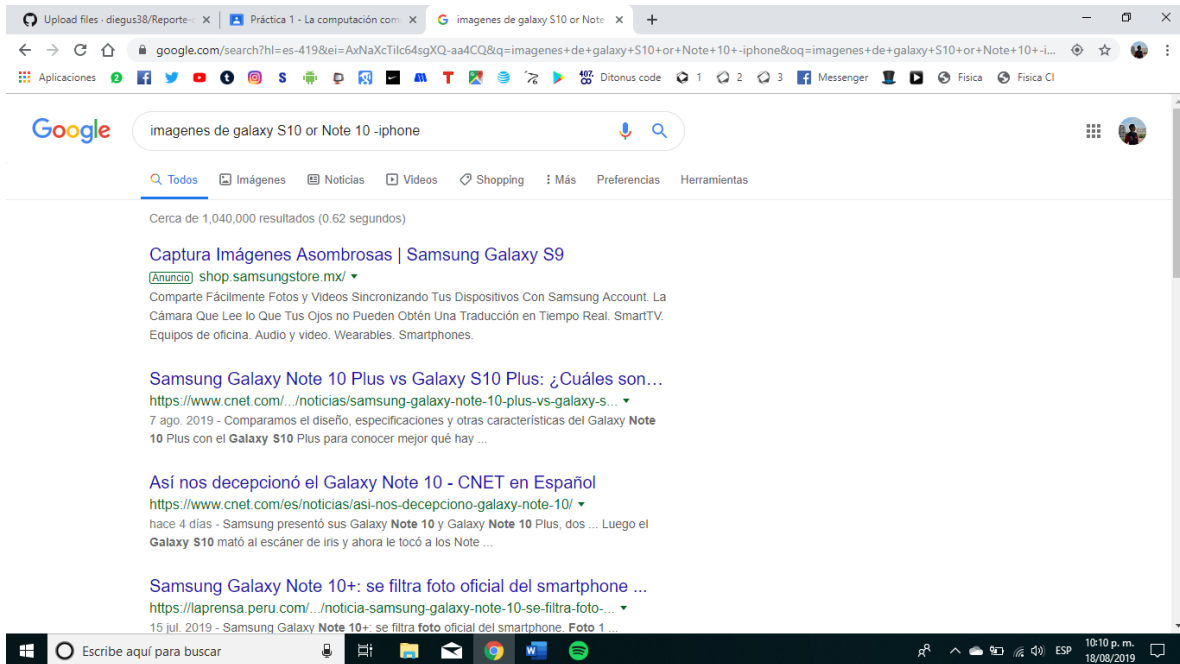 Upload files · diegus38/Reporte-
Práctica 1 - La computación com
imagenes de galaxy S10 or Note
google.com/search?hl=es-419&ei=AxNaXcTilc64sgXQ-aa4CQ&q=imagenes+de+galaxy+S10+or+Note+10+-iphone&oq=imagenes+de+galaxy+S10+or+Note+10+-i...
Aplicaciones
Ditonus code
1
2
3
Messenger
Fisica
Fisica CI
Google
imagenes de galaxy S10 or Note 10 -iphone
Todos
Imágenes
Noticias
Videos
Shopping
Más
Preferencias
Herramientas
Cerca de 1,040,000 resultados (0.62 segundos)
Captura Imágenes Asombrosas | Samsung Galaxy S9
Anuncio shop.samsungstore.mx/
Comparte Fácilmente Fotos y Videos Sincronizando Tus Dispositivos Con Samsung Account. La
Cámara Que Lee lo Que Tus Ojos no Pueden Obtén Una Traducción en Tiempo Real. SmartTV.
Equipos de oficina. Audio y video. Wearables. Smartphones.
Samsung Galaxy Note 10 Plus vs Galaxy S10 Plus: ¿Cuáles son...
https://www.cnet.com/.../noticias/samsung-galaxy-note-10-plus-vs-galaxy-s...
7 ago. 2019 - Comparamos el diseño, especificaciones y otras características del Galaxy Note
10 Plus con el Galaxy S10 Plus para conocer mejor qué hay ...
Así nos decepcionó el Galaxy Note 10 - CNET en Español
https://www.cnet.com/es/noticias/asi-nos-decepciono-galaxy-note-10/
hace 4 días - Samsung presentó sus Galaxy Note 10 y Galaxy Note 10 Plus, dos ... Luego el
Galaxy S10 mató al escáner de iris y ahora le tocó a los Note ...
Samsung Galaxy Note 10+: se filtra foto oficial del smartphone ...
https://laprensa.peru.com/.../noticia-samsung-galaxy-note-10-se-filtra-foto-...
15 jul. 2019 - Samsung Galaxy Note 10+: se filtra foto oficial del smartphone. Foto 1 ...
Escribe aquí para buscar
ESP
10:10 p. m.
18/08/2019